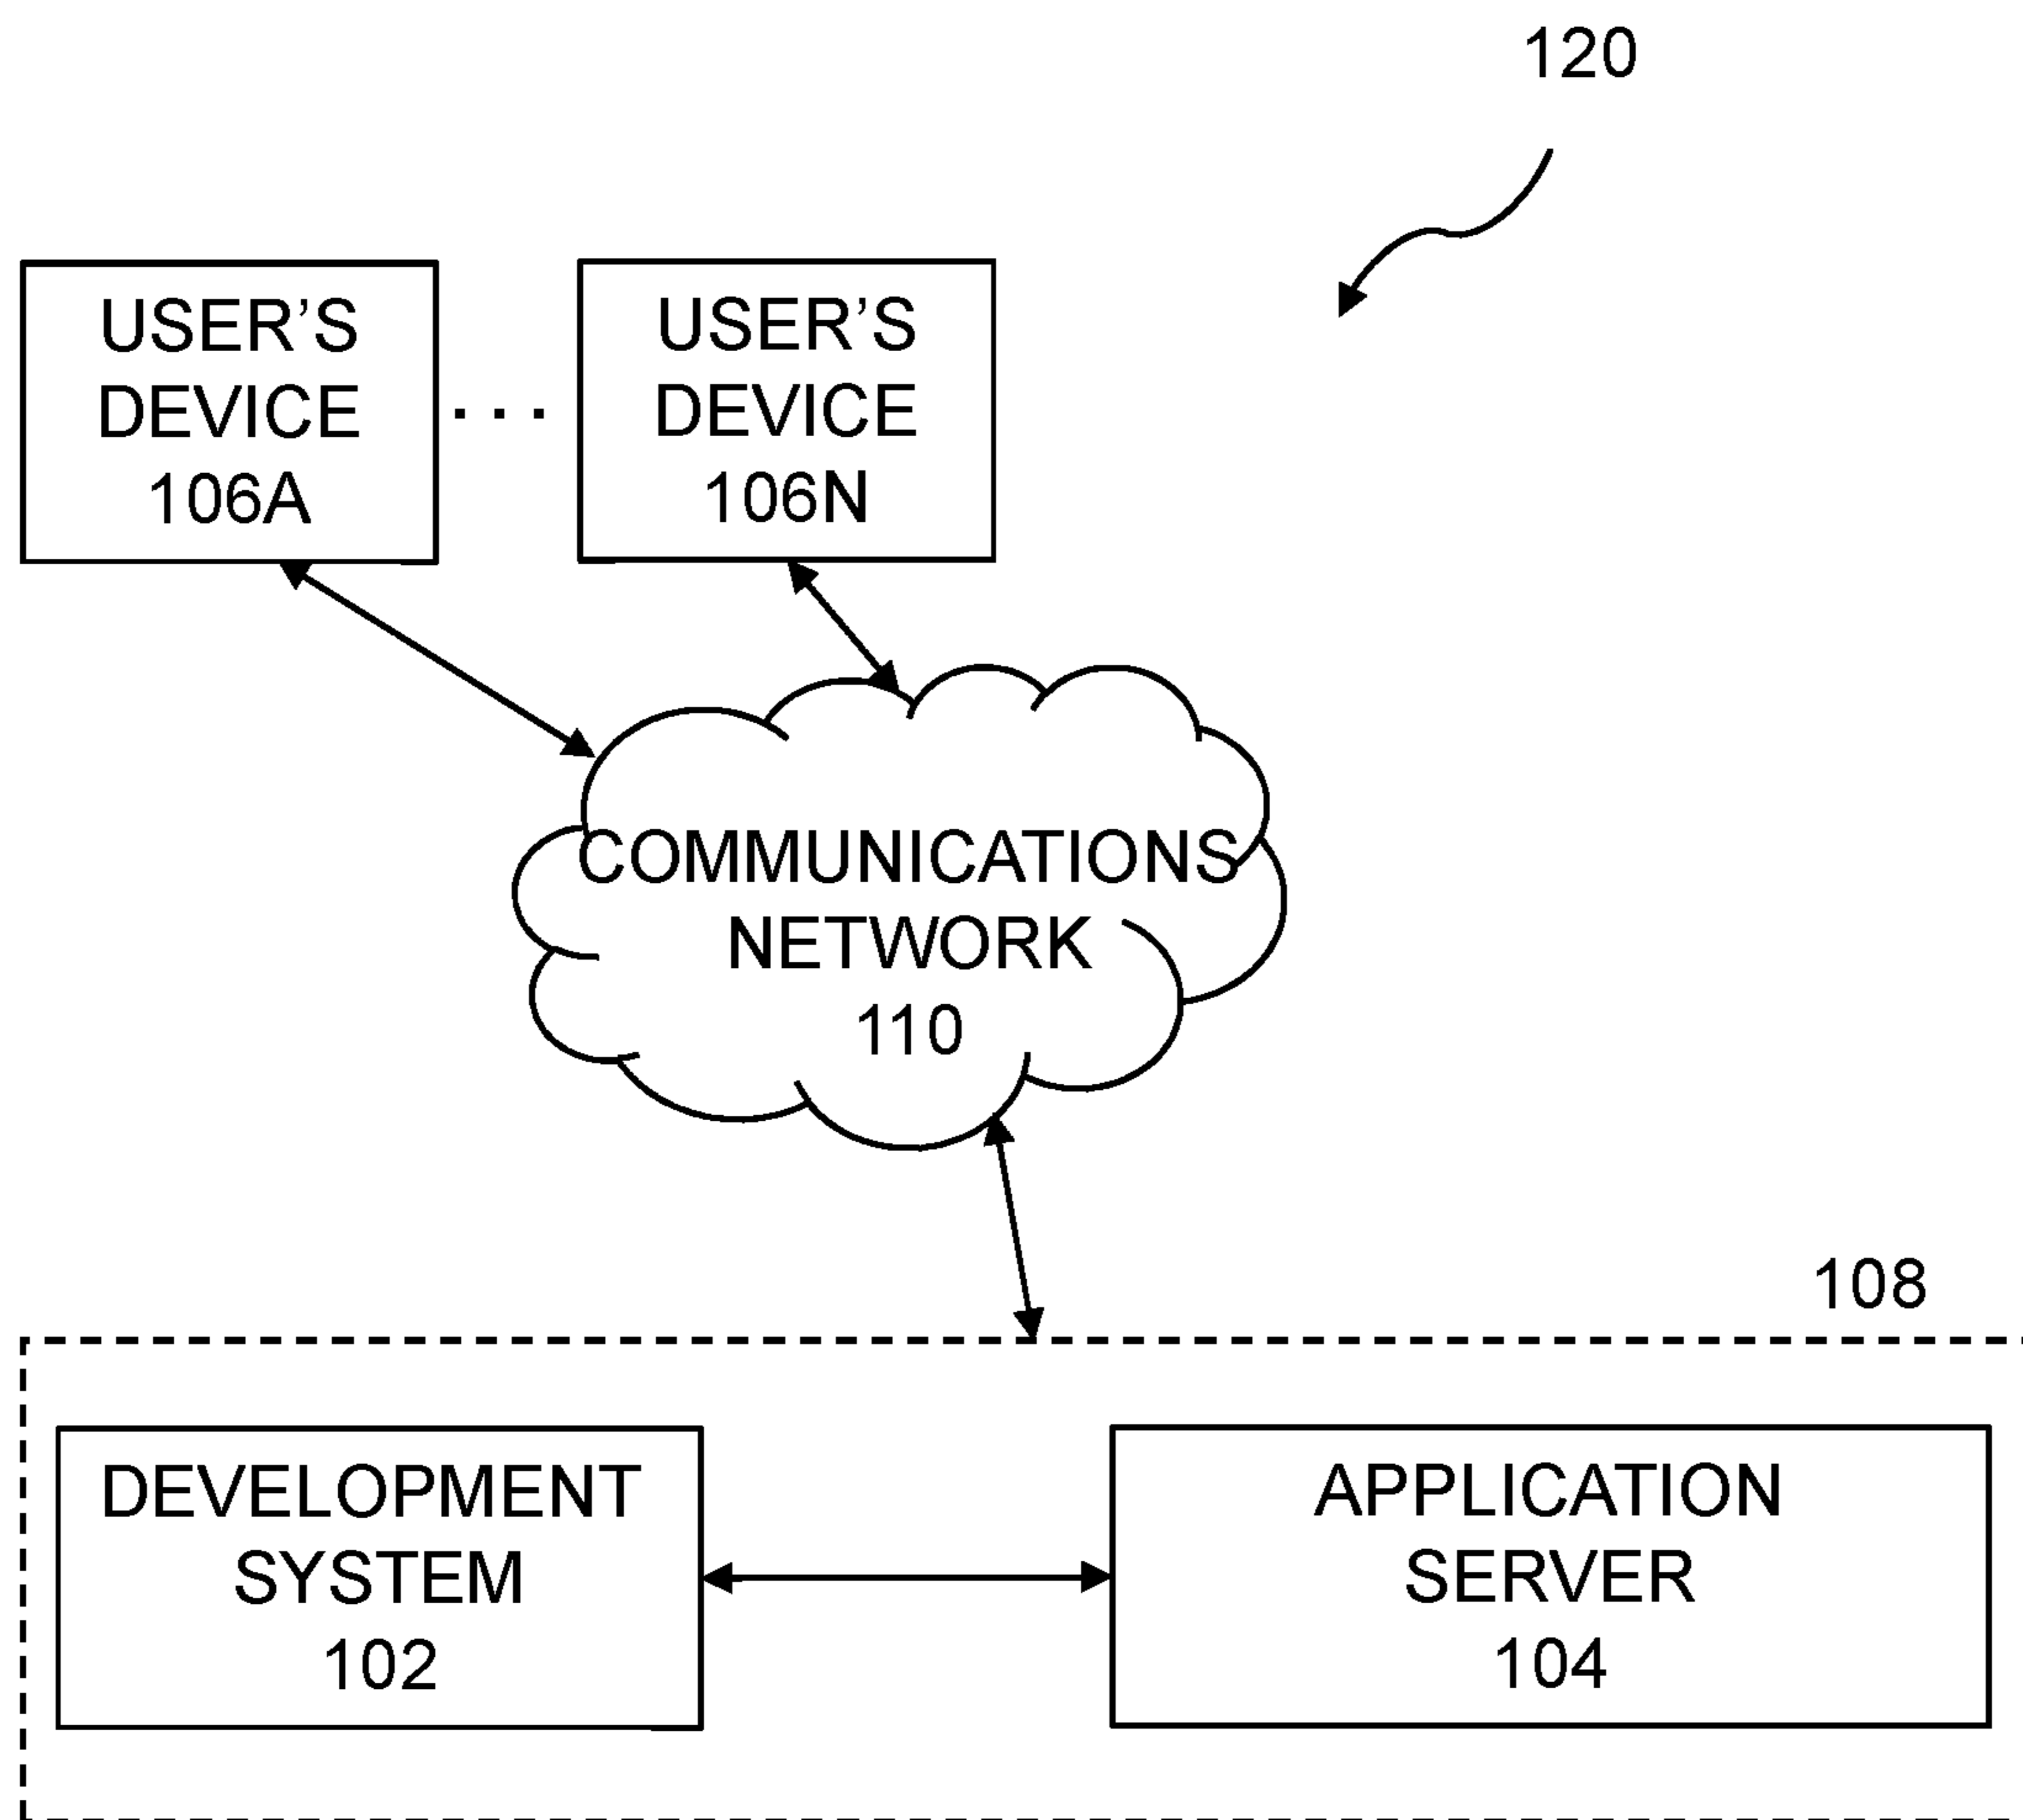 120
USER’S
DEVICE
106A
. . .
USER’S
DEVICE
106N
COMMUNICATIONS
NETWORK
110
108
DEVELOPMENT
SYSTEM
102
APPLICATION
SERVER
104